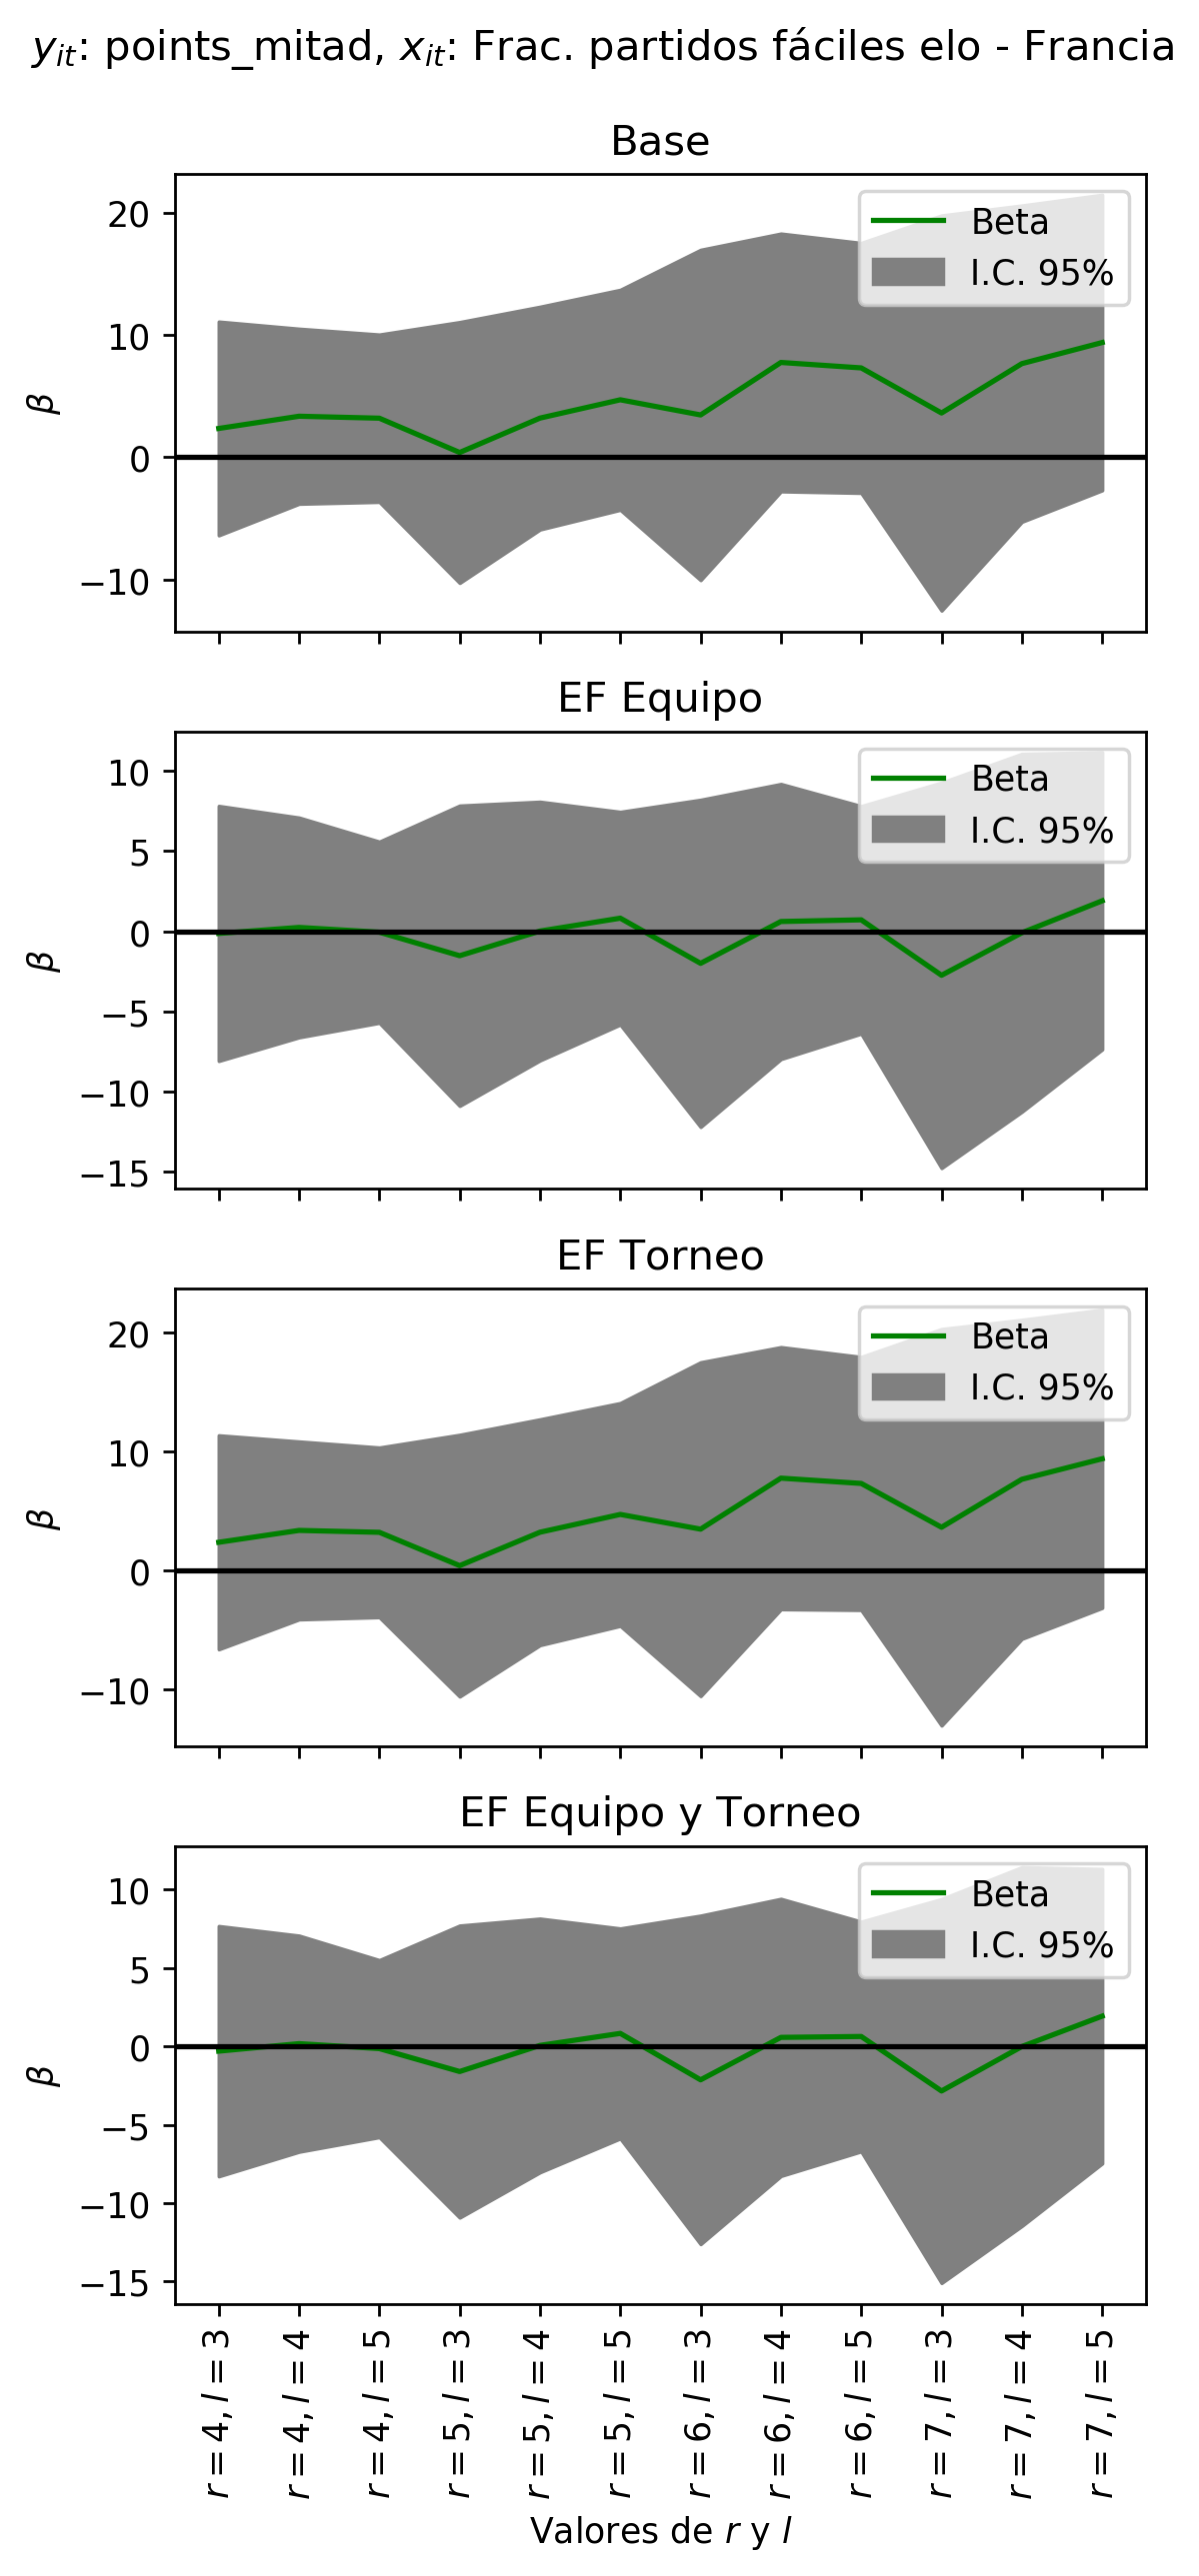 y_it: points_mitad, x_it: Frac. partidos fáciles elo - Francia
Base
20
10
0
−10
β
Beta
I.C. 95%
EF Equipo
10
5
0
−5
−10
−15
β
Beta
I.C. 95%
EF Torneo
20
10
0
−10
β
Beta
I.C. 95%
EF Equipo y Torneo
10
5
0
−5
−10
−15
β
Beta
I.C. 95%
r = 4, l = 3
r = 4, l = 4
r = 4, l = 5
r = 5, l = 3
r = 5, l = 4
r = 5, l = 5
r = 6, l = 3
r = 6, l = 4
r = 6, l = 5
r = 7, l = 3
r = 7, l = 4
r = 7, l = 5
Valores de r y l